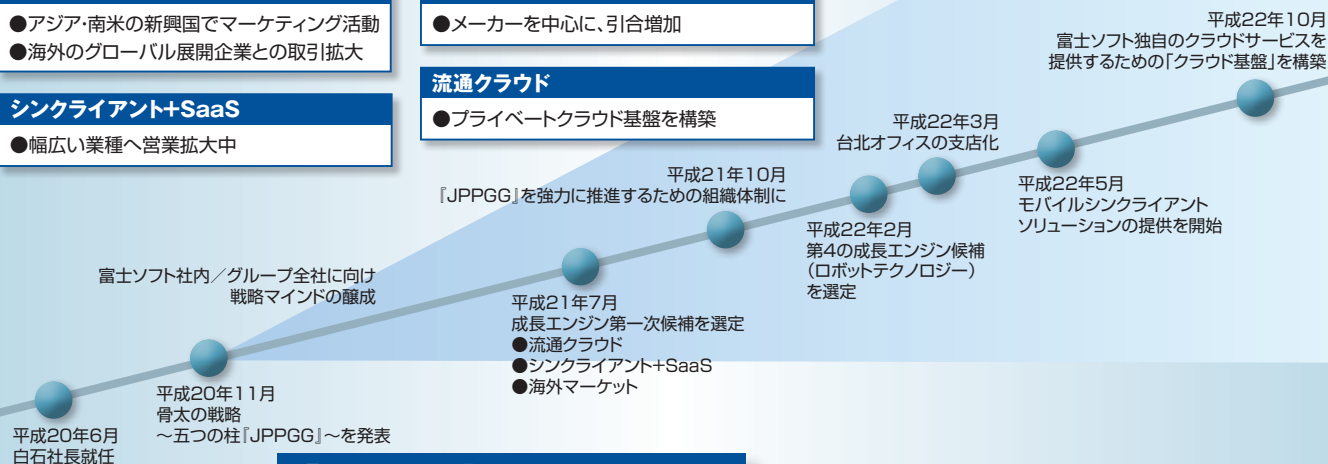 ●アジア・南米の新興国でマーケティング活動
●海外のグローバル展開企業との取引拡大
シンクライアント+SaaS
●幅広い業種へ営業拡大中
●メーカーを中心に、引合増加
流通クラウド
●プライベートクラウド基盤を構築
平成22年10月
富士ソフト独自のクラウドサービスを
提供するための「クラウド基盤」を構築
平成22年3月
台北オフィスの支店化
平成21年10月
『JPPGG』を強力に推進するための組織体制に
平成22年5月
モバイルシンクライアント
ソリューションの提供を開始
平成22年2月
第4の成長エンジン候補
（ロボットテクノロジー）
を選定
富士ソフト社内／グループ全社に向け
戦略マインドの醸成
平成21年7月
成長エンジン第一次候補を選定
●流通クラウド
●シンクライアント+SaaS
●海外マーケット
平成20年11月
骨太の戦略
～五つの柱『JPPGG』～を発表
平成20年6月
白石社長就任